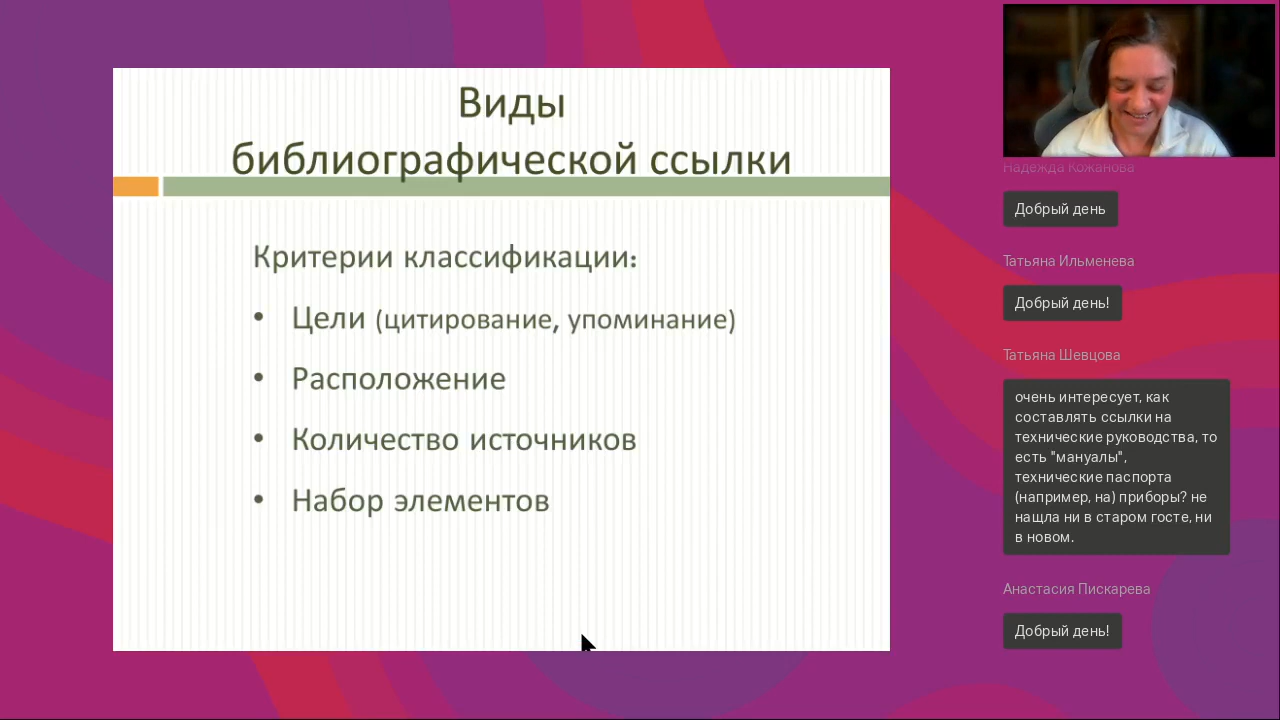 Виды
библиографической ссылки
Критерии классификации:
• Цели (цитирование, упоминание)
• Расположение
• Количество источников
• Набор элементов
Надежда Кожанова
Добрый день
Татьяна Ильменева
Добрый день!
Татьяна Шевцова
очень интересует, как
составлять ссылки на
технические руководства, то
есть "мануалы",
технические паспорта
(например, на) приборы? не
нащла ни в старом госте, ни
в новом.
Анастасия Пискарева
Добрый день!